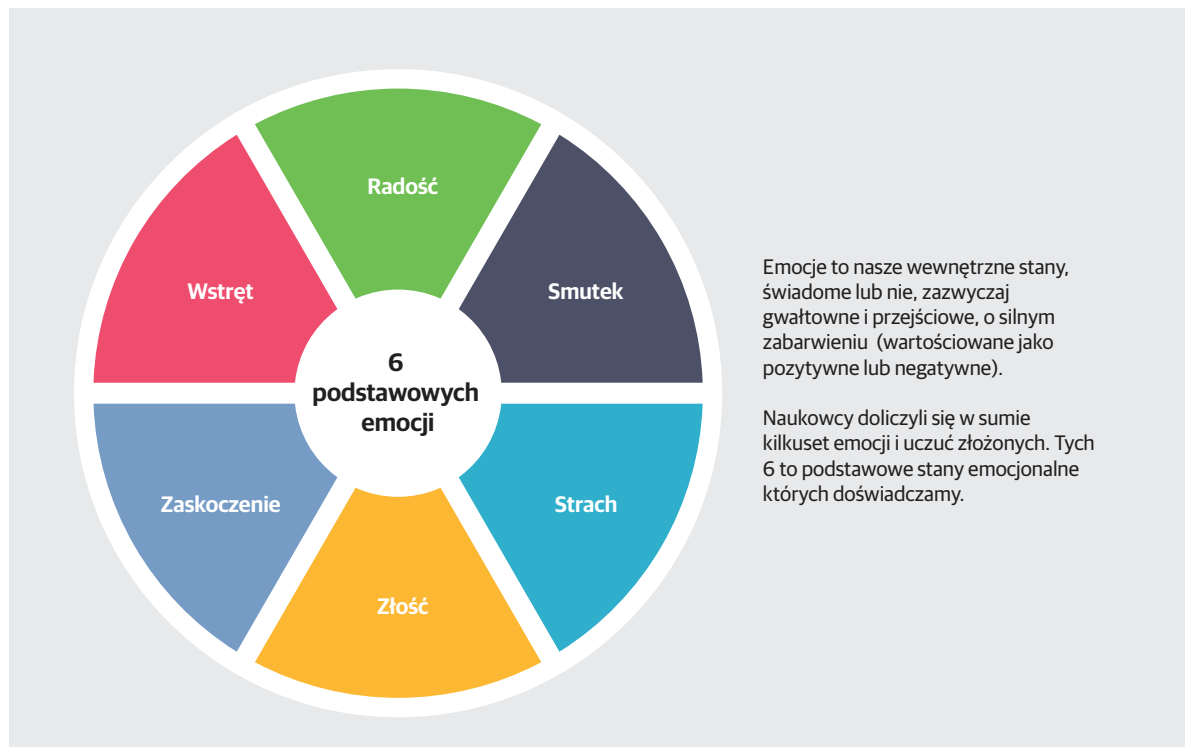 Radość
Wstręt
Smutek
6
podstawowych
emocji
Zaskoczenie
Strach
Złość
Emocje to nasze wewnętrzne stany,
świadome lub nie, zazwyczaj
gwałtowne i przejściowe, o silnym
zabarwieniu (wartościowane jako
pozytywne lub negatywne).
Naukowcy doliczyli się w sumie
kilkuset emocji i uczuć złożonych. Tych
6 to podstawowe stany emocjonalne
których doświadczamy.